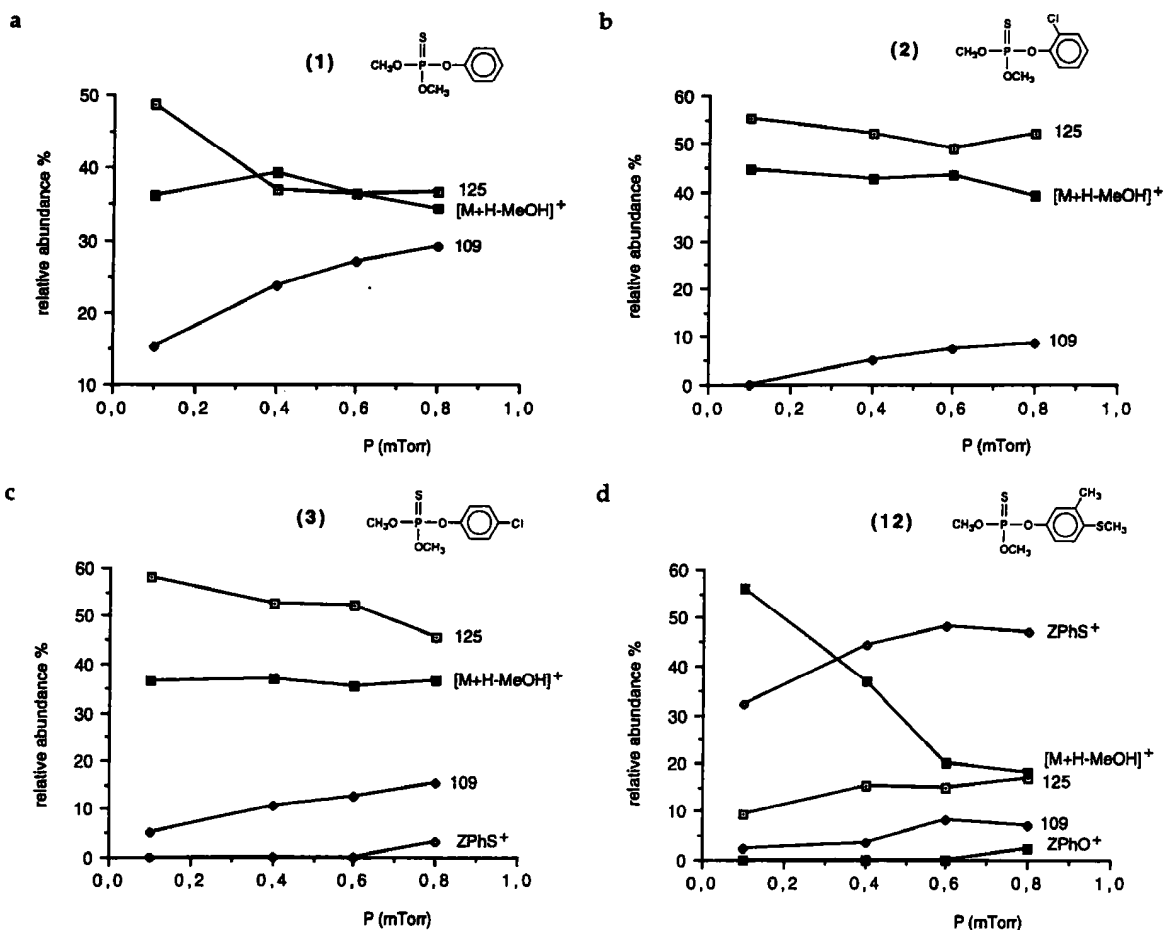 a
(1)
S
CH₃O—P—O—
OCH₃
relative abundance %
50
40
30
20
10
125
[M+H-MeOH]⁺
109
0,0 0,2 0,4 0,6 0,8 1,0
P (mTorr)
b
(2)
S Cl
CH₃O—P—O—
OCH₃
relative abundance %
60
50
40
30
20
10
0
125
[M+H-MeOH]⁺
109
0,0 0,2 0,4 0,6 0,8 1,0
P (mTorr)
c
(3)
S
CH₃O—P—O— —Cl
OCH₃
relative abundance %
60
50
40
30
20
10
0
125
[M+H-MeOH]⁺
109
ZPhS⁺
0,0 0,2 0,4 0,6 0,8 1,0
P (mTorr)
d
(12)
S CH₃
CH₃O—P—O— —SCH₃
OCH₃
relative abundance %
60
50
40
30
20
10
0
ZPhS⁺
[M+H-MeOH]⁺
125
109
ZPhO⁺
0,0 0,2 0,4 0,6 0,8 1,0
P (mTorr)